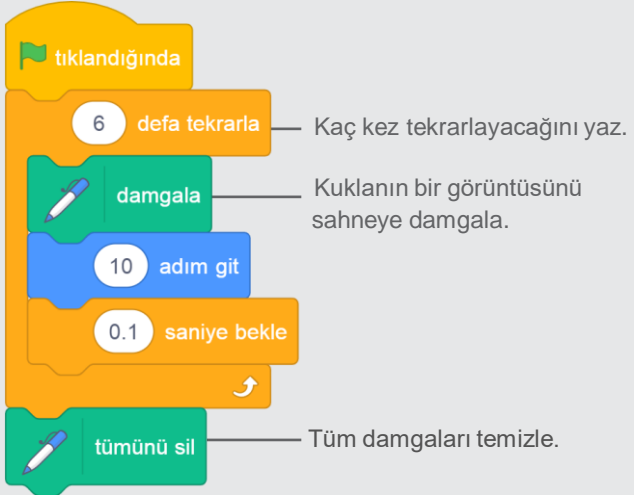 tıklandığında
6 defa tekrarla
Kaç kez tekrarlayacağını yaz.
damgala
Kuklanın bir görüntüsünü
sahneye damgala.
10 adım git
0.1 saniye bekle
tümünü sil
Tüm damgaları temizle.